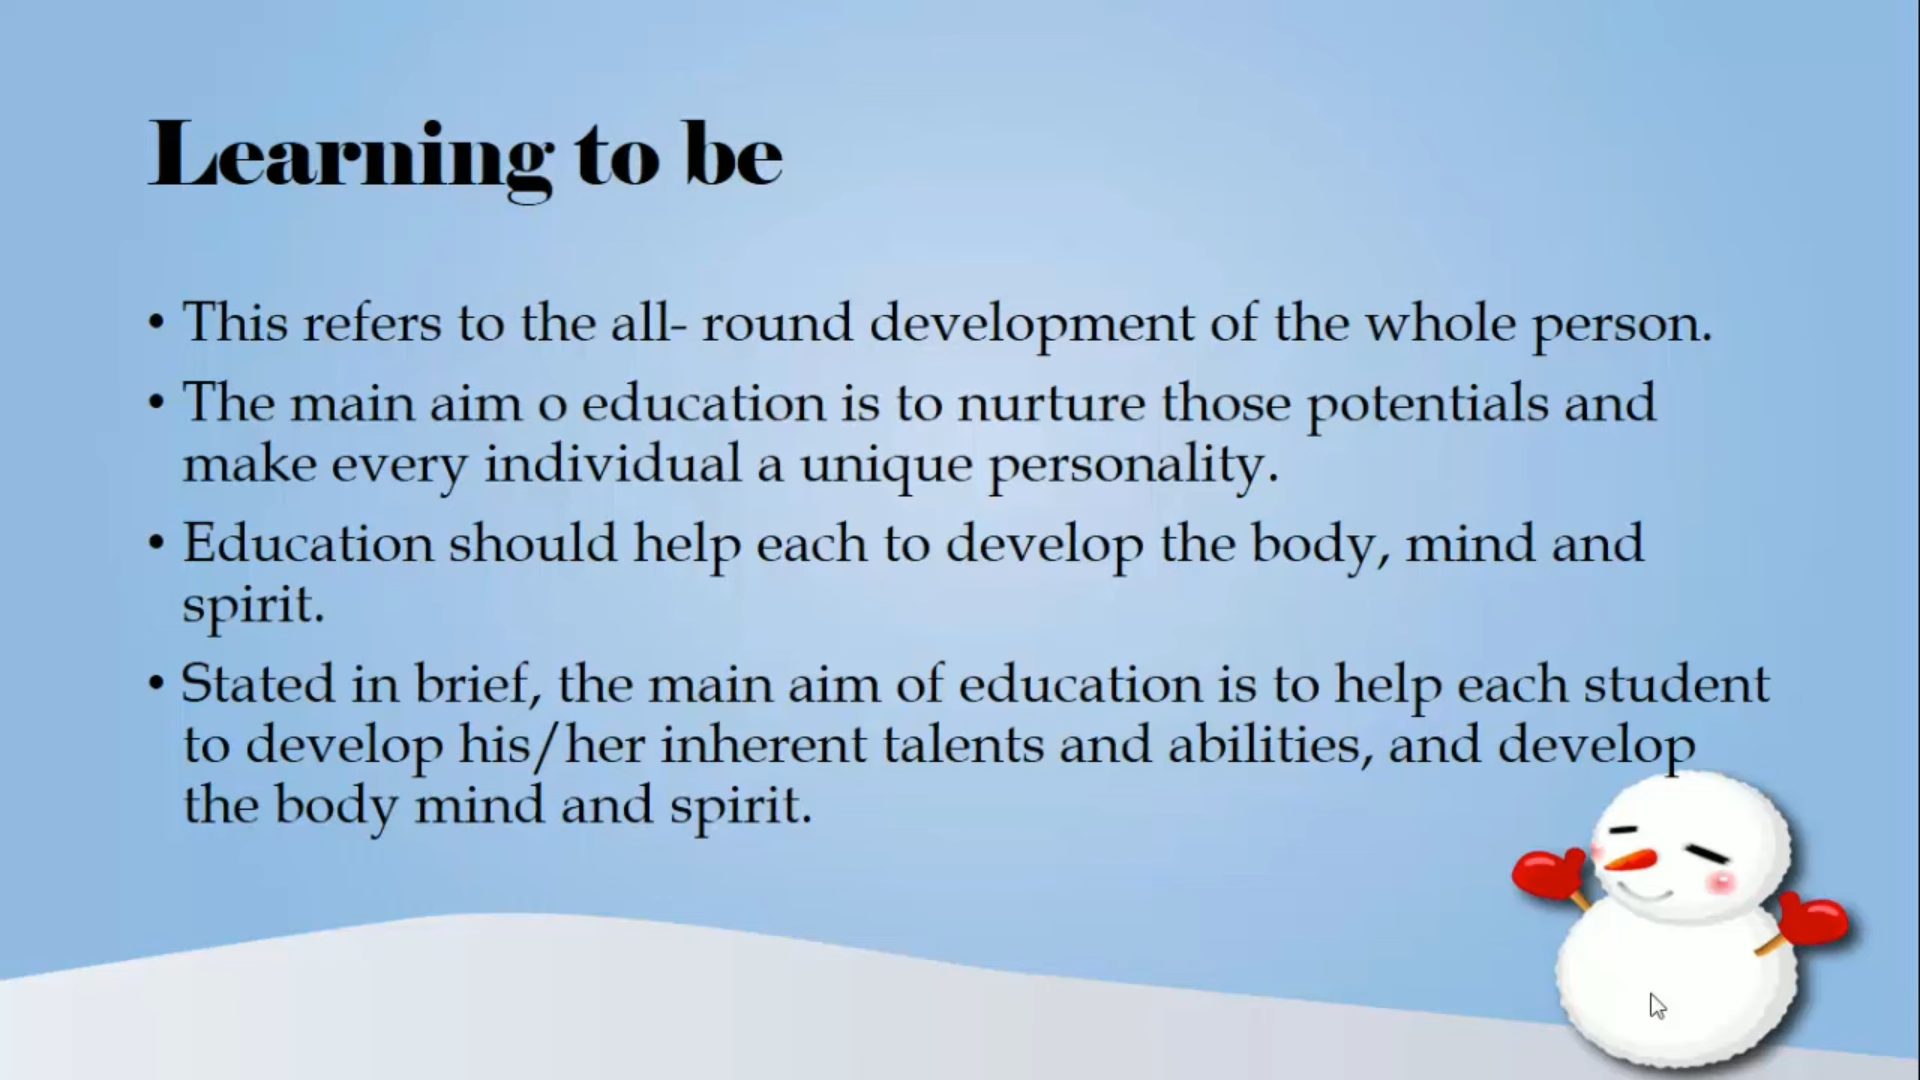 Learning to be
• This refers to the all- round development of the whole person.
• The main aim o education is to nurture those potentials and
make every individual a unique personality.
• Education should help each to develop the body, mind and
spirit.
• Stated in brief, the main aim of education is to help each student
to develop his/her inherent talents and abilities, and develop
the body mind and spirit.